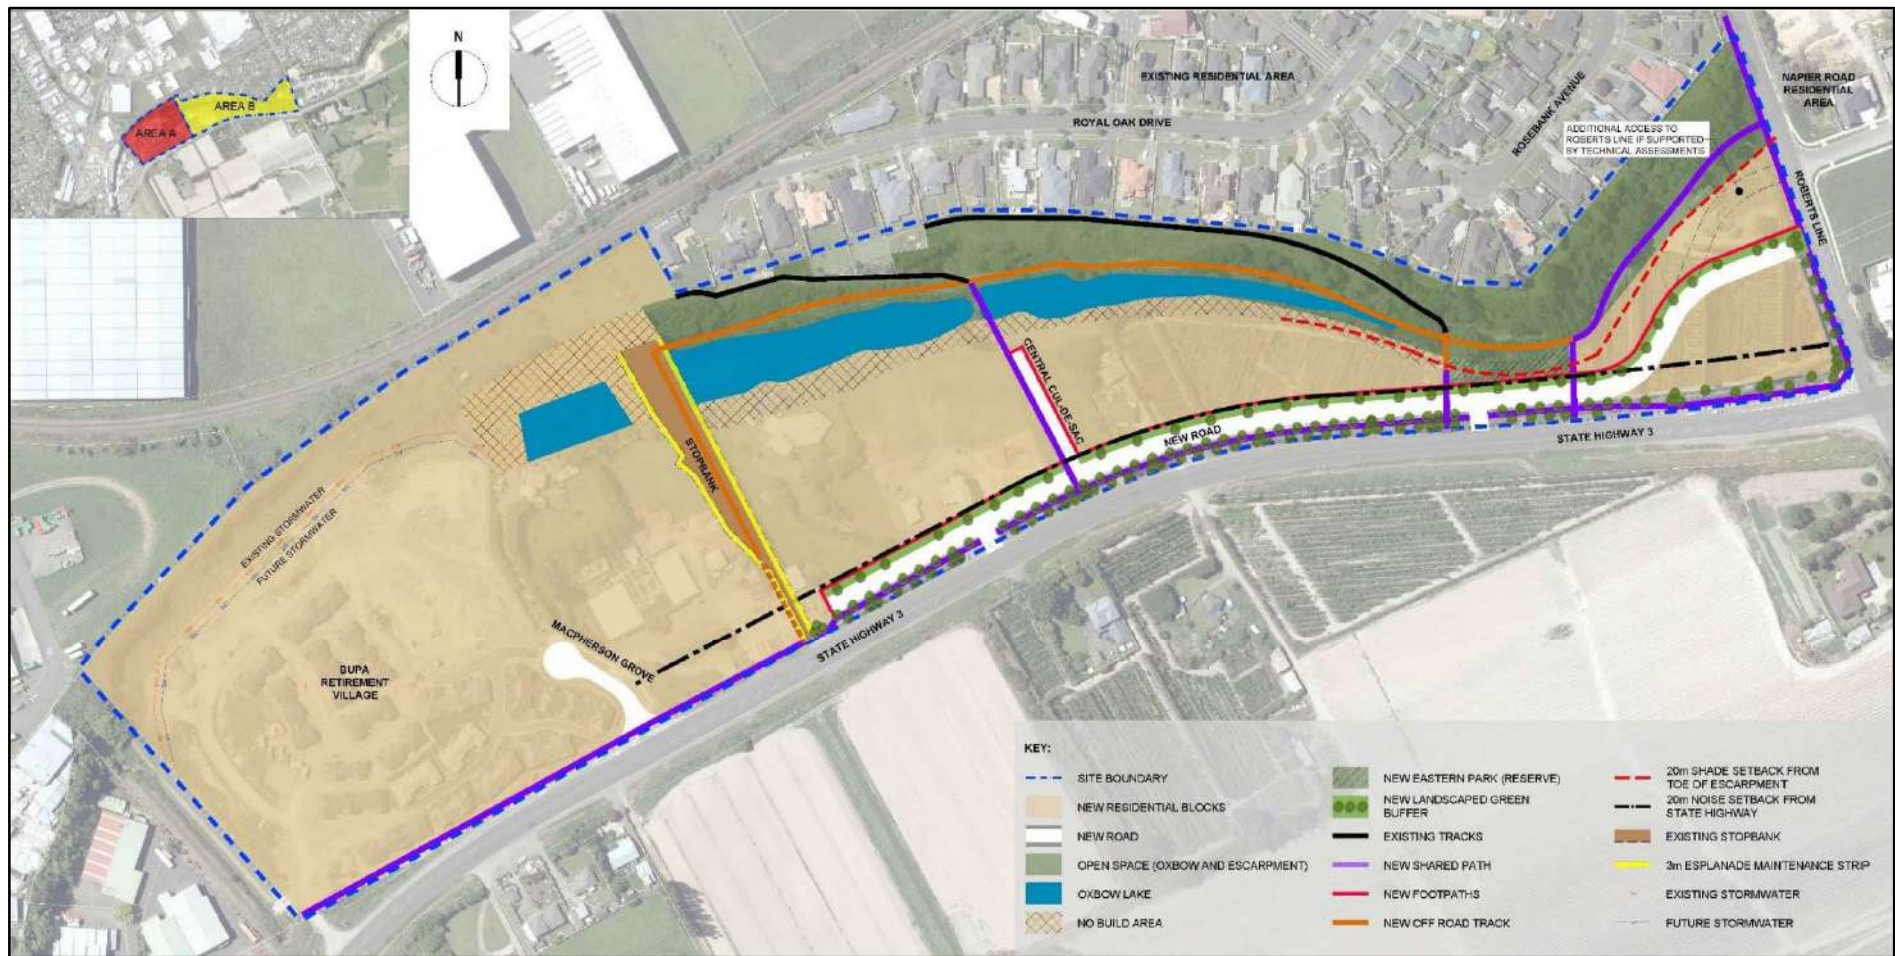 N
AREA B
AREA A
EXISTING RESIDENTIAL AREA
ROYAL OAK DRIVE
ROSEBANK AVENUE
NAPIER ROAD
RESIDENTIAL
AREA
ADDITIONAL ACCESS TO
ROBERTS LINE IF SUPPORTED
BY TECHNICAL ASSESSMENTS
ROBERTS LINE
CENTRAL CUL-DE-SAC
NEW ROAD
STATE HIGHWAY 3
STOPBANK
EXISTING STORMWATER
FUTURE STORMWATER
MACPHERSON GROVE
STATE HIGHWAY 3
BUPA
RETIREMENT
VILLAGE
KEY:
SITE BOUNDARY
NEW RESIDENTIAL BLOCKS
NEW ROAD
OPEN SPACE (OXBOW AND ESCARPMENT)
OXBOW LAKE
NO BUILD AREA
NEW EASTERN PARK (RESERVE)
NEW LANDSCAPED GREEN
BUFFER
EXISTING TRACKS
NEW SHARED PATH
NEW FOOTPATHS
NEW OFF ROAD TRACK
20m SHADE SETBACK FROM
TOE OF ESCARPMENT
20m NOISE SETBACK FROM
STATE HIGHWAY
EXISTING STOPBANK
3m ESPLANADE MAINTENANCE STRIP
EXISTING STORMWATER
FUTURE STORMWATER